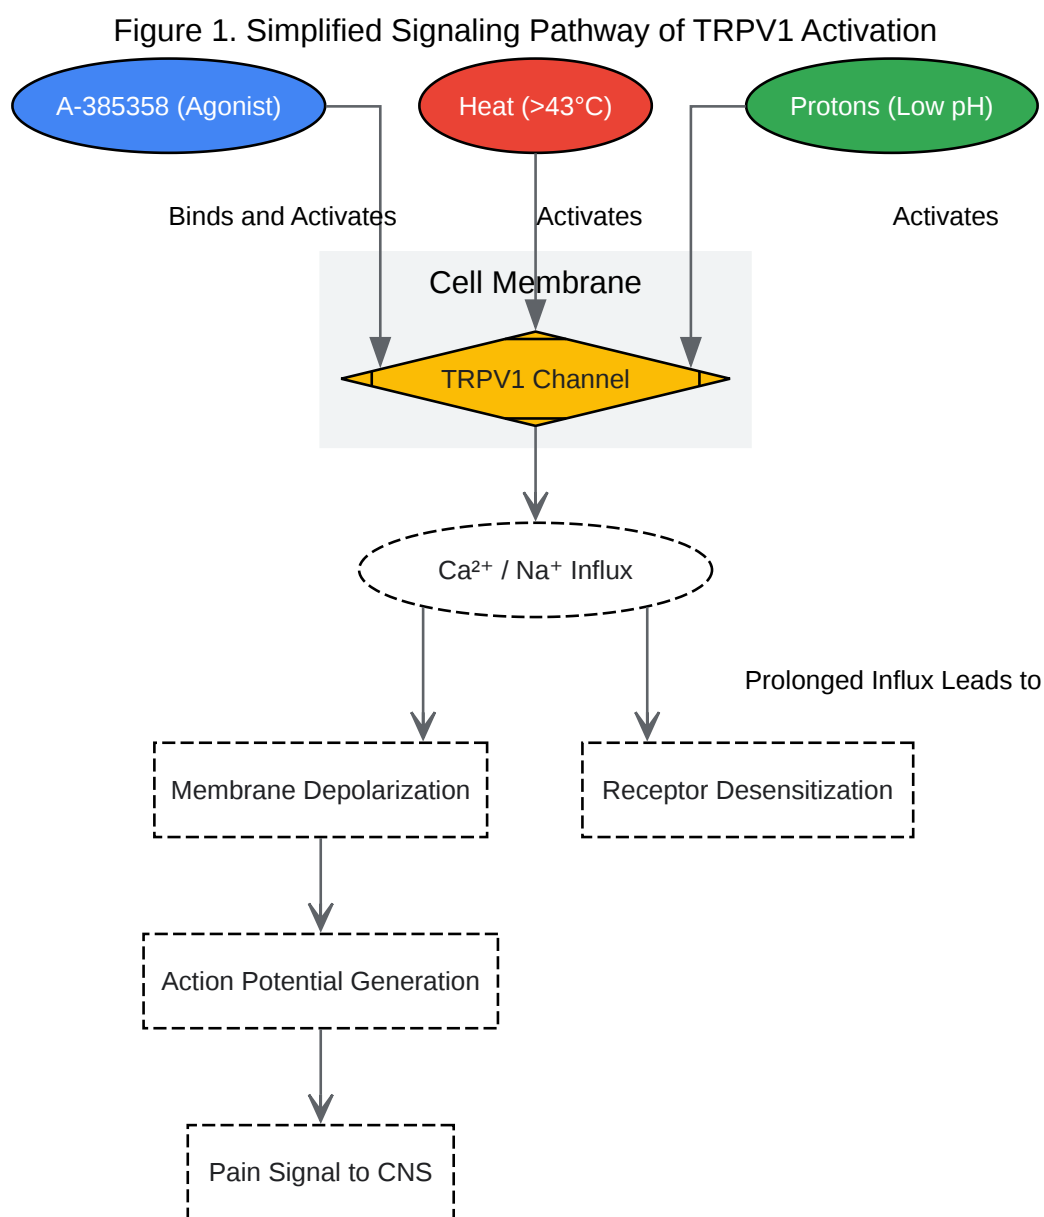 Figure 1. Simplified Signaling Pathway of TRPV1 Activation
A-385358 (Agonist)
Heat (>43°C)
Protons (Low pH)
Binds and Activates
Activates
Activates
Cell Membrane
TRPV1 Channel
Ca²⁺ / Na⁺ Influx
Prolonged Influx Leads to
Membrane Depolarization
Receptor Desensitization
Action Potential Generation
Pain Signal to CNS